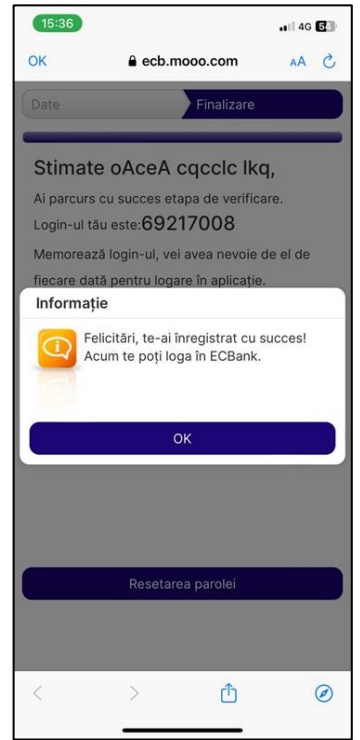 15:36
4G 54
OK
ecb.mooo.com
AA
Date
Finalizare
Stimate oAceA cqcclc lkq,
Ai parcurs cu succes etapa de verificare.
Login-ul tău este:69217008
Memorează login-ul, vei avea nevoie de el de
fiecare dată pentru logare în aplicație.
Informație
Felicitări, te-ai înregistrat cu succes!
Acum te poți loga în ECBank.
OK
Resetarea parolei